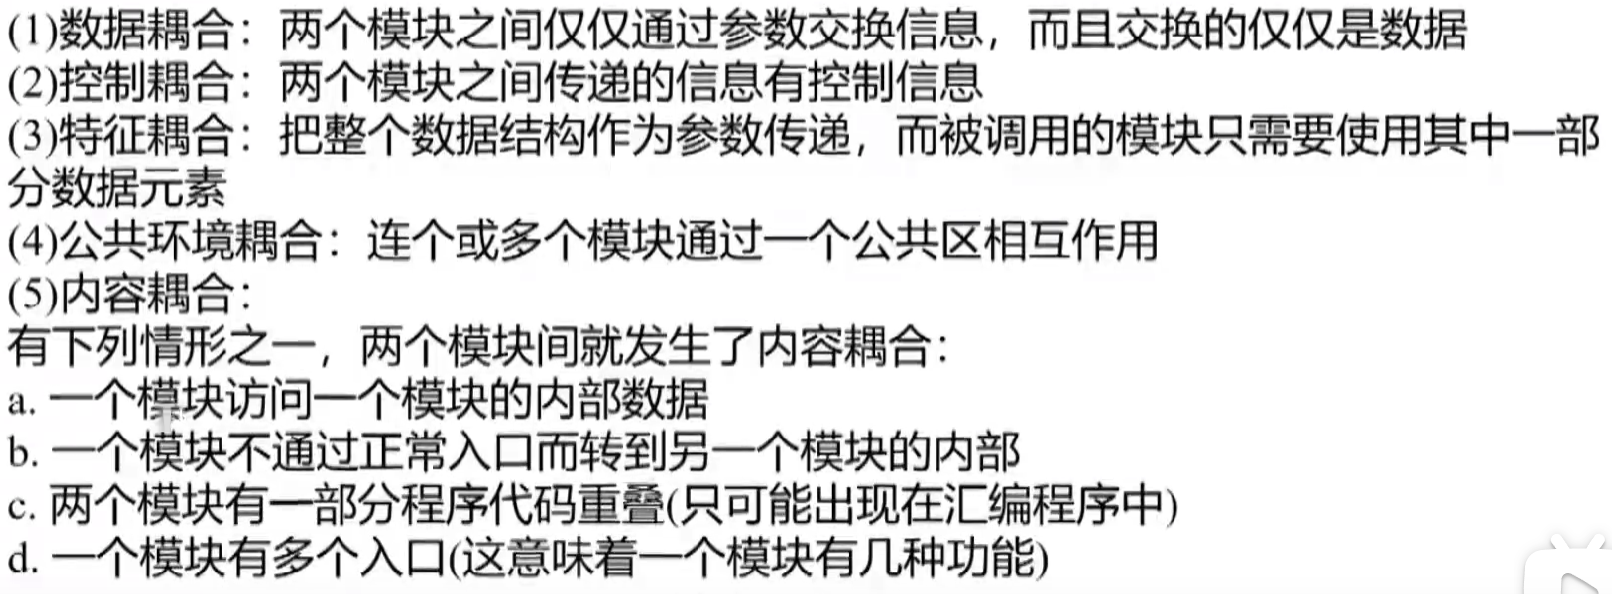 (1)数据耦合：两个模块之间仅仅通过参数交换信息，而且交换的仅仅是数据
(2)控制耦合：两个模块之间传递的信息有控制信息
(3)特征耦合：把整个数据结构作为参数传递，而被调用的模块只需要使用其中一部
分数据元素
(4)公共环境耦合：连个或多个模块通过一个公共区相互作用
(5)内容耦合：
有下列情形之一，两个模块间就发生了内容耦合：
a. 一个模块访问一个模块的内部数据
b. 一个模块不通过正常入口而转到另一个模块的内部
c. 两个模块有一部分程序代码重叠(只可能出现在汇编程序中)
d. 一个模块有多个入口(这意味着一个模块有几种功能)